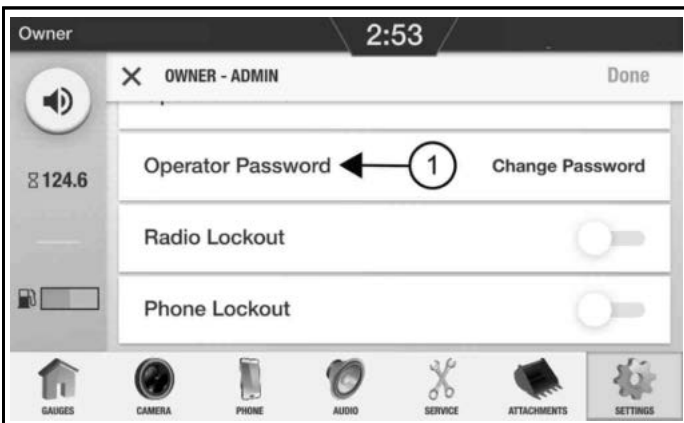 Owner 2:53
OWNER - ADMIN Done
Operator Password 1 Change Password
124.6
Radio Lockout
Phone Lockout
GAUGES CAMERA PHONE AUDIO SERVICE ATTACHMENTS SETTINGS